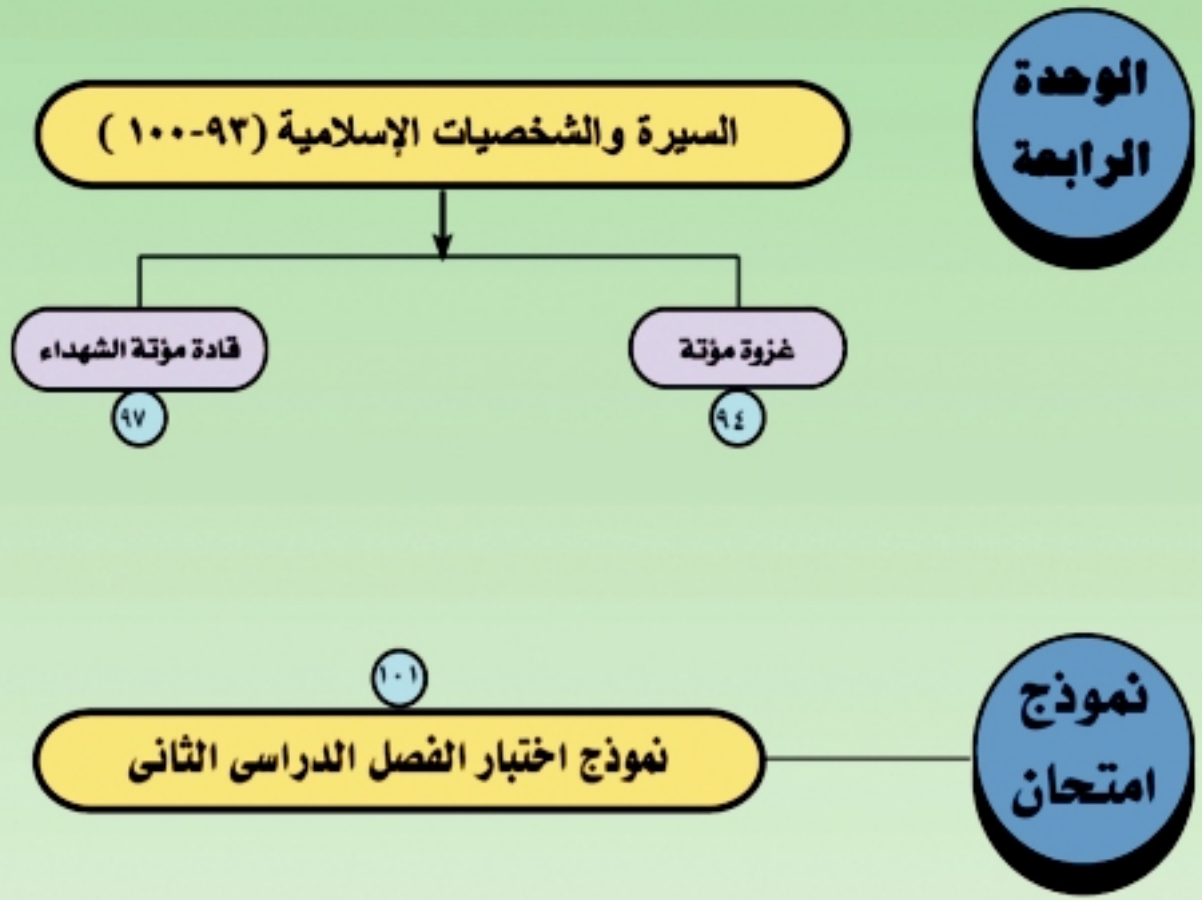 الوحدة
الرابعة
السيرة والشخصيات الإسلامية (٩٣-١٠٠ )
غزوة مؤتة
٩٤
قادة مؤتة الشهداء
٩٧
نموذج
امتحان
١٠١
نموذج اختبار الفصل الدراسى الثانى